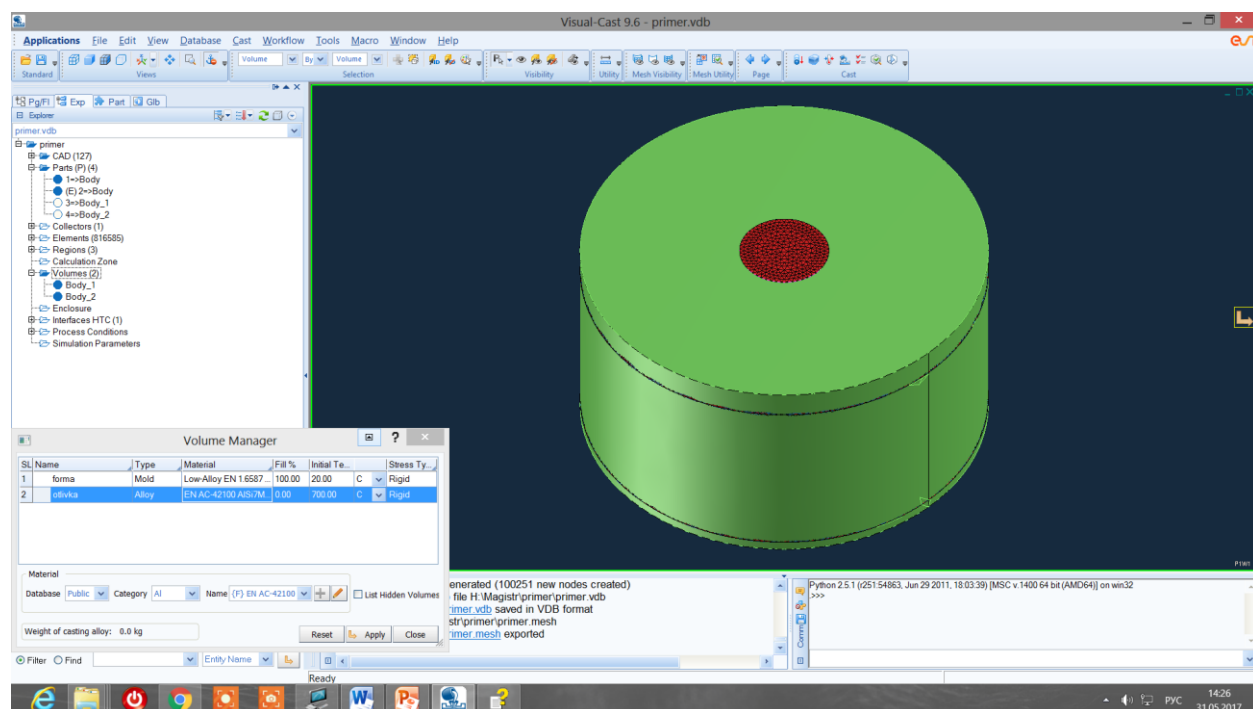 Visual-Cast 9.6 - primer.vdb
Applications File Edit View Database Cast Workflow Tools Macro Window Help
Volume By Volume
Standard Views Selection Visibility Utility Mesh Visibility Mesh Utility Page Cast
Pg/Fl Exp Part Glb
Explorer
primer.vdb
primer
CAD (127)
Parts (P) (4)
1=>Body
(E) 2=>Body
3=>Body_1
4=>Body_2
Collectors (1)
Elements (816585)
Regions (3)
Calculation Zone
Volumes (2)
Body_1
Body_2
Enclosure
Interfaces HTC (1)
Process Conditions
Simulation Parameters
Volume Manager
SL Name Type Material Fill % Initial Te... Stress Ty...
1 forma Mold Low-Alloy EN 1.6587 ... 100.00 20.00 C Rigid
2 otlivka Alloy EN AC-42100 AlSi7M... 0.00 700.00 C Rigid
Material
Database Public Category Al Name {F} EN AC-42100 List Hidden Volumes
Weight of casting alloy: 0.0 kg
Reset Apply Close
enerated (100251 new nodes created)
file H:\Magistr\primer\primer.vdb
rimer.vdb saved in VDB format
str\primer\primer.mesh
rimer.mesh exported
Python 2.5.1 (r251:54863, Jun 29 2011, 18:03:39) [MSC v.1400 64 bit (AMD64)] on win32
>>>
Filter Find Entity Name
Ready
РУС
14:26
31.05.2017